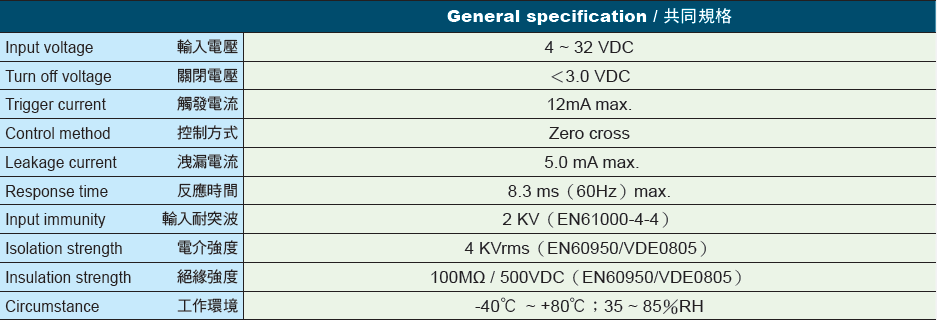 General specification / 共同規格
Input voltage 輸入電壓 4 ~ 32 VDC
Turn off voltage 關閉電壓 ＜3.0 VDC
Trigger current 觸發電流 12mA max.
Control method 控制方式 Zero cross
Leakage current 洩漏電流 5.0 mA max.
Response time 反應時間 8.3 ms（60Hz）max.
Input immunity 輸入耐突波 2 KV（EN61000-4-4）
Isolation strength 電介強度 4 KVrms（EN60950/VDE0805）
Insulation strength 絕緣強度 100MΩ / 500VDC（EN60950/VDE0805）
Circumstance 工作環境 -40℃ ~ +80℃；35 ~ 85%RH